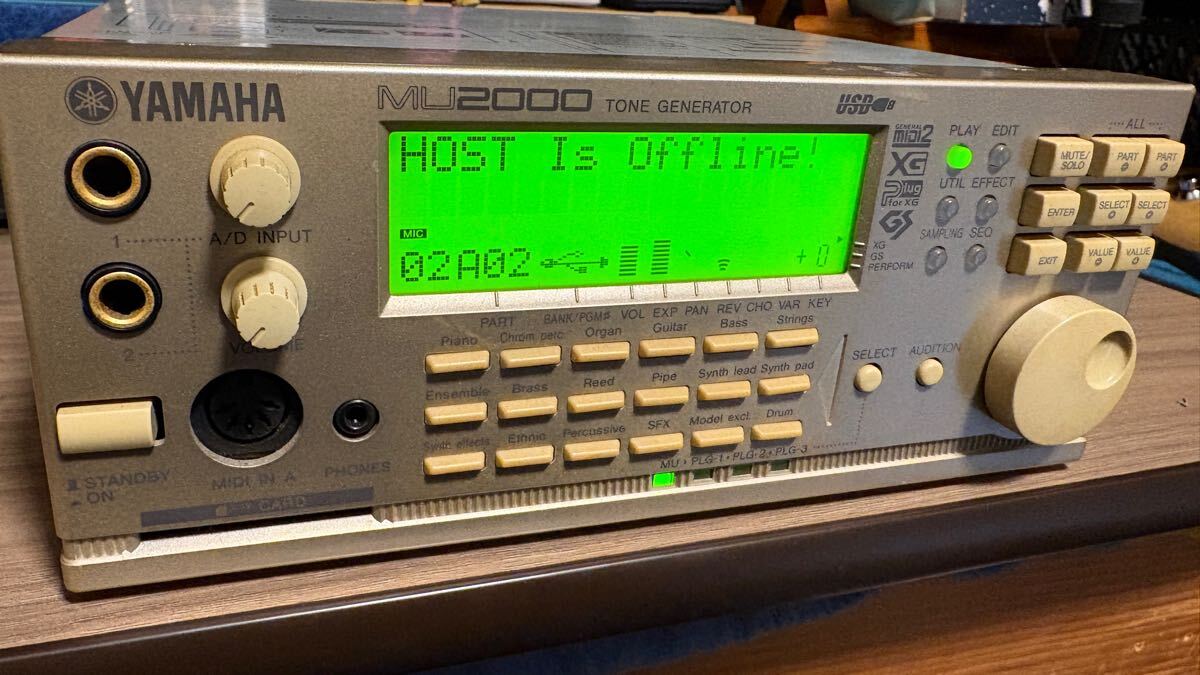 YAMAHA
MU2000 TONE GENERATOR
USB
HOST Is Offline!
MIC
02A02
+ 0
GENERAL MIDI2
XG
Plug for XG
GS
XG
GS
PERFORM
PLAY EDIT
UTIL EFFECT
SAMPLING SEQ
ALL
MUTE/SOLO PART PART
ENTER SELECT SELECT
EXIT VALUE VALUE
1 A/D INPUT
2 VOLUME
PART BANK/PGM# VOL EXP PAN REV CHO VAR KEY
Piano Chrom perc. Organ Guitar Bass Strings
Ensemble Brass Reed Pipe Synth lead Synth pad
Synth effects Ethnic Percussive SFX Model excl. Drum
SELECT AUDITION
MU PLG-1 PLG-2 PLG-3
STANDBY
ON
MIDI IN A
PHONES
CARD